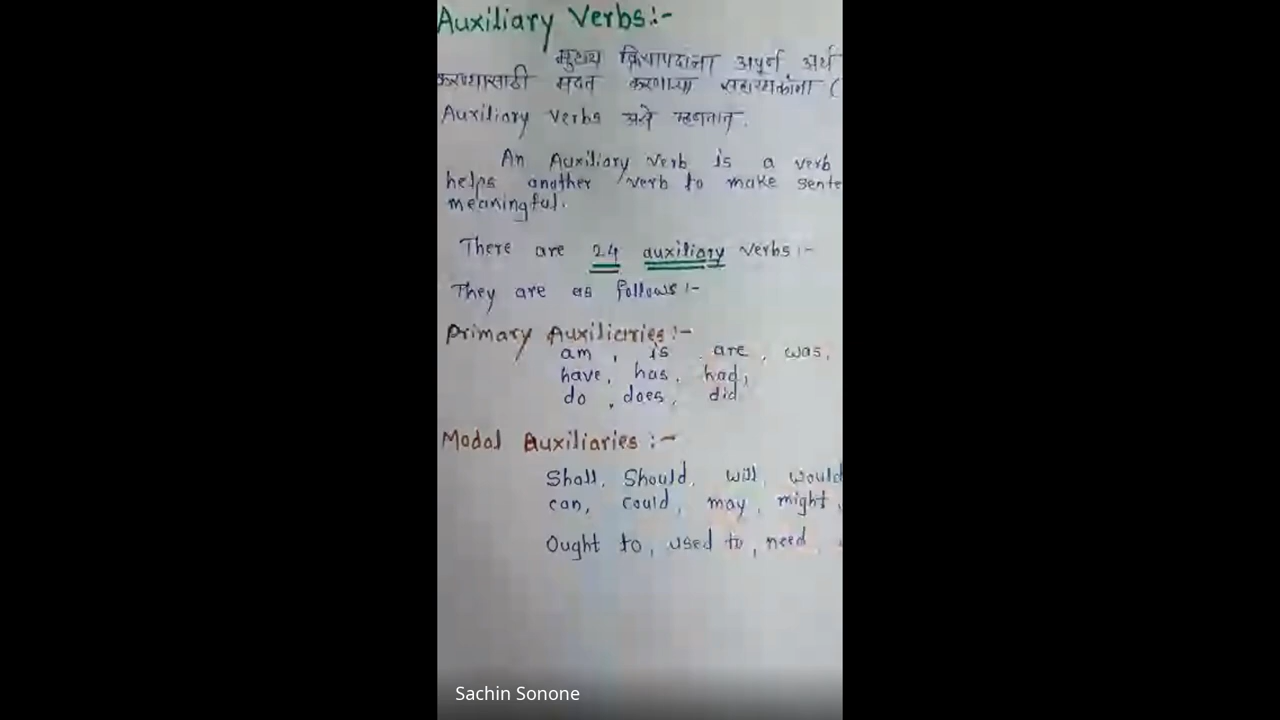 Auxiliary Verbs:-
मुख्य क्रियापदांना अपूर्ण अर्थ
करण्यासाठी मदत करणाऱ्या सहाय्यकांना (
Auxiliary verbs असे म्हणतात.
An Auxiliary verb is a verb
helps another verb to make sente
meaningful.
There are 24 auxiliary verbs:-
They are as follows:-
Primary Auxiliaries:-
am, is are, was,
have, has, had,
do, does, did
Modal Auxiliaries:-
Shall, Should, will, would
can, could, may, might,
Ought to, used to, need
Sachin Sonone